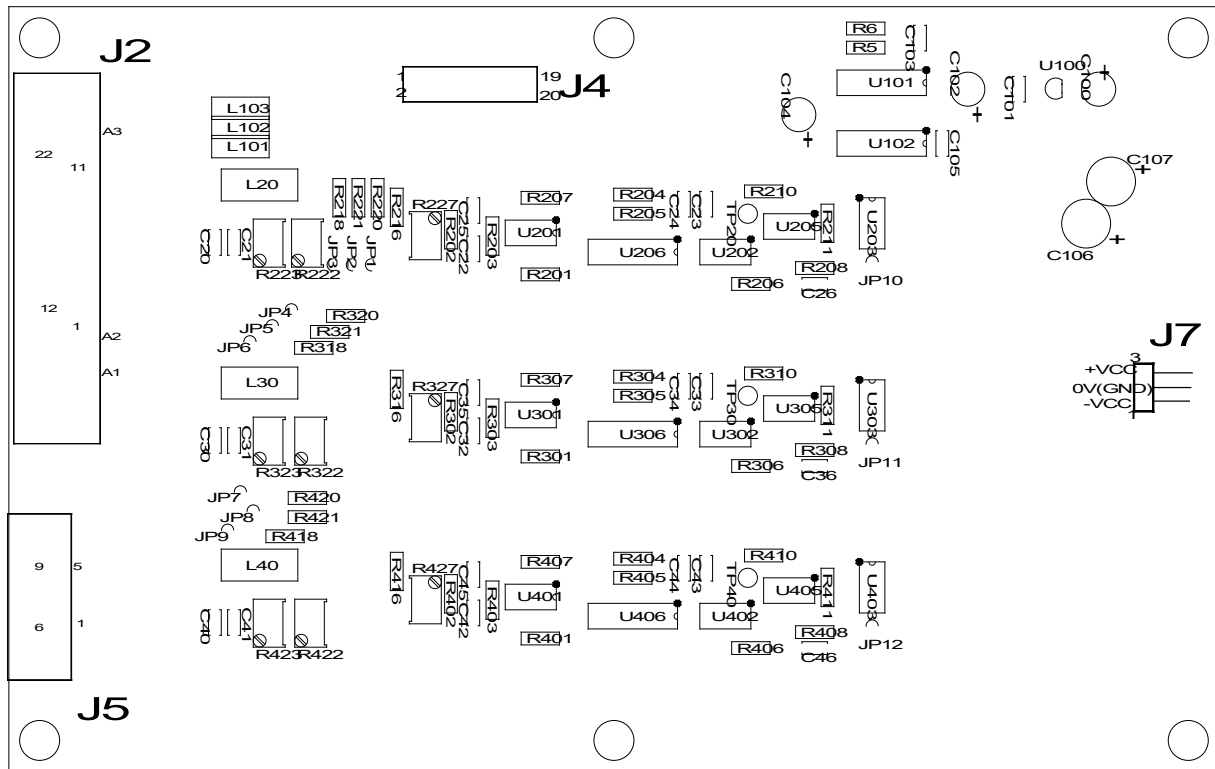 J2
J4
1
2
19
20
R6
R5
C103
U101
C102
C101
U100
C100
C104
U102
C105
C107
C106
L103
L102
L101
A3
22
11
12
1
A2
A1
L20
R218
R221
R220
R216
JP3
JP2
JP1
C20
C21
R223
R222
R227
R202
C25
C22
R203
R207
U201
R201
R204
R205
C24
C23
U206
U202
TP20
R210
U205
R211
R206
R208
C26
U203
JP10
JP4
JP5
JP6
R320
R321
R318
L30
C30
C31
R323
R322
R316
R327
R302
C35
C32
R303
R307
U301
R301
R304
R305
C34
C33
U306
U302
TP30
R310
U305
R311
R306
R308
C36
U303
JP11
J7
3
+VCC
0V(GND)
-VCC
1
JP7
JP8
JP9
R420
R421
R418
L40
C40
C41
R423
R422
R416
R427
R402
C45
C42
R403
R407
U401
R401
R404
R405
C44
C43
U406
U402
TP40
R410
U405
R411
R406
R408
C46
U403
JP12
9
5
6
1
J5